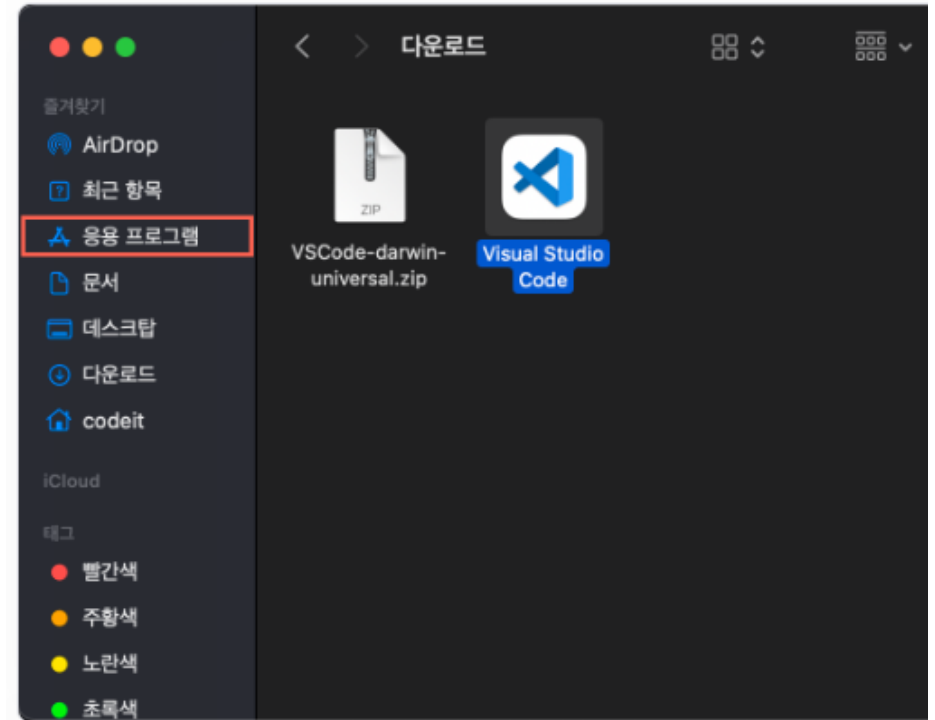 다운로드
즐겨찾기
AirDrop
최근 항목
응용 프로그램
문서
데스크탑
다운로드
codeit
iCloud
태그
빨간색
주황색
노란색
초록색
ZIP
VSCode-darwin-
universal.zip
Visual Studio
Code